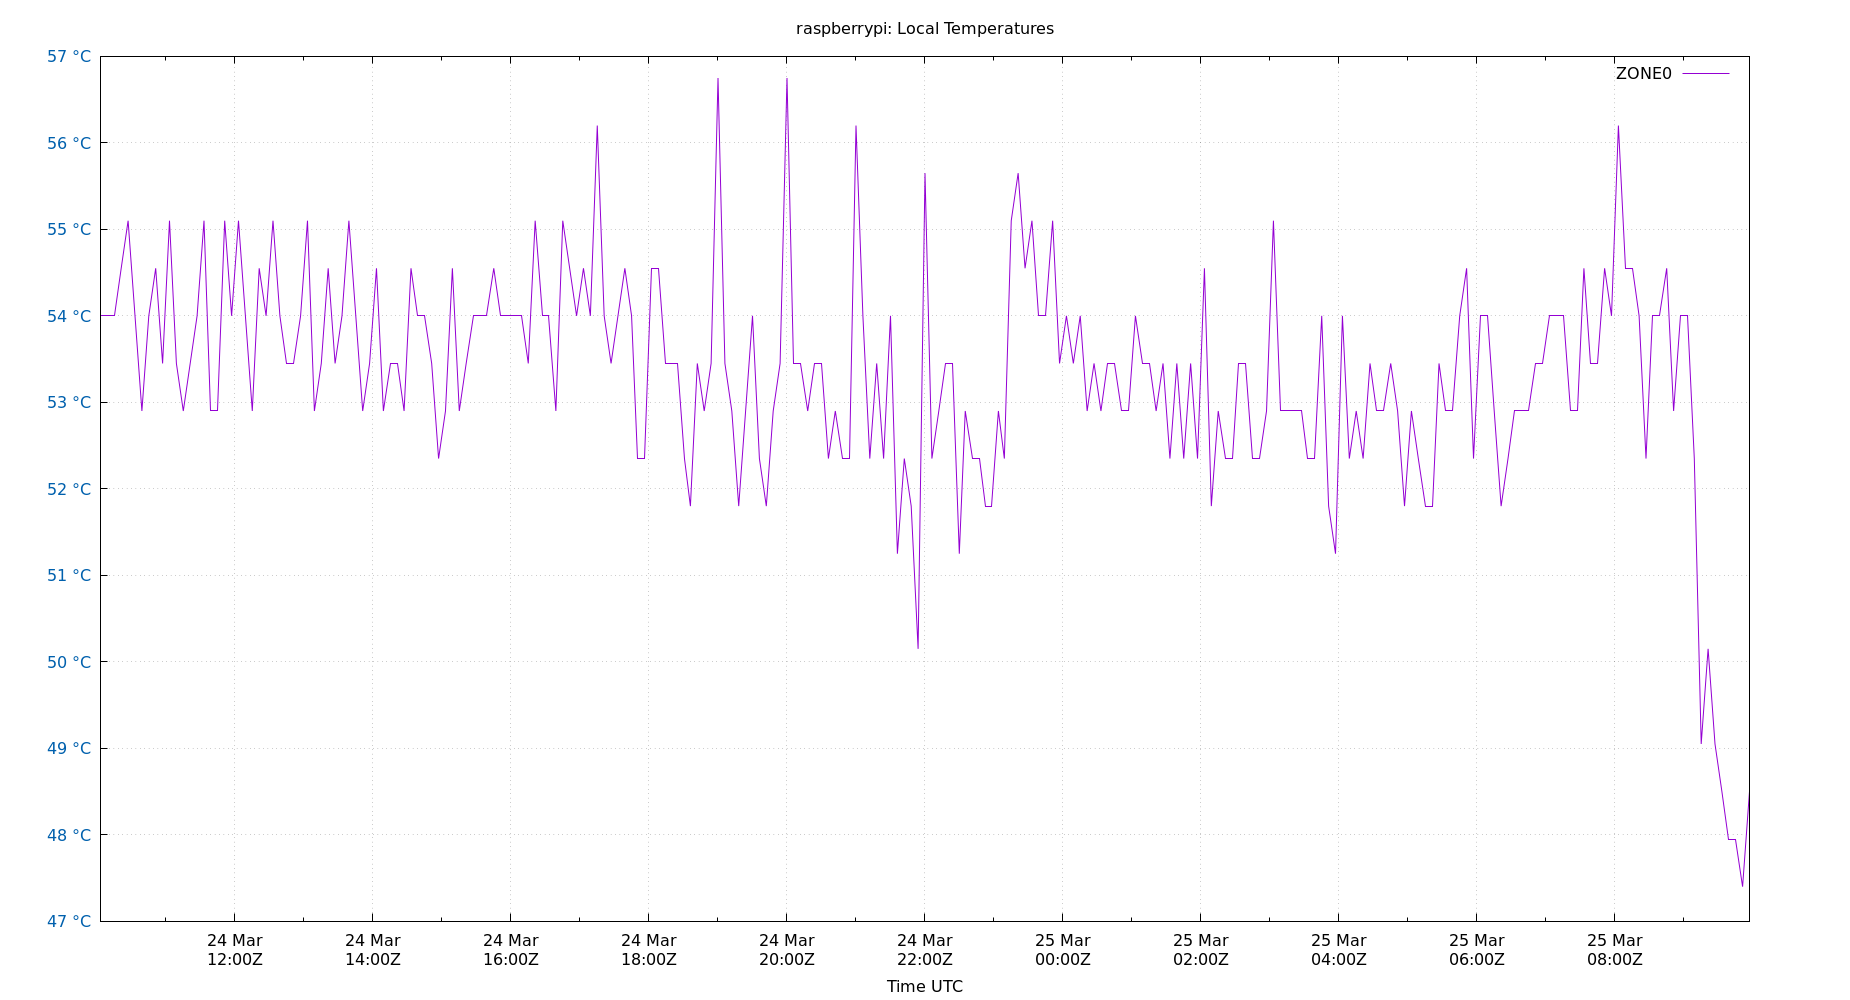 raspberrypi: Local Temperatures
57 °C
56 °C
55 °C
54 °C
53 °C
52 °C
51 °C
50 °C
49 °C
48 °C
47 °C
ZONE0
24 Mar
12:00Z
24 Mar
14:00Z
24 Mar
16:00Z
24 Mar
18:00Z
24 Mar
20:00Z
24 Mar
22:00Z
25 Mar
00:00Z
25 Mar
02:00Z
25 Mar
04:00Z
25 Mar
06:00Z
25 Mar
08:00Z
Time UTC